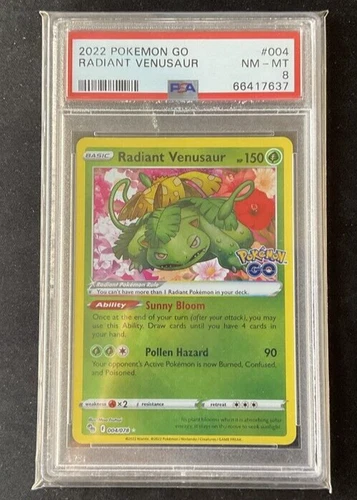 2022 POKEMON GO #004
RADIANT VENUSAUR NM - MT
8
PSA 66417637
BASIC Radiant Venusaur HP150
Pokémon
GO
Radiant Pokémon Rule
You can't have more than 1 Radiant Pokémon in your deck.
Ability Sunny Bloom
Once at the end of your turn (after your attack), you may
use this Ability. Draw cards until you have 4 cards in
your hand.
Pollen Hazard 90
Your opponent's Active Pokémon is now Burned, Confused,
and Poisoned.
weakness ×2 resistance retreat
004/078